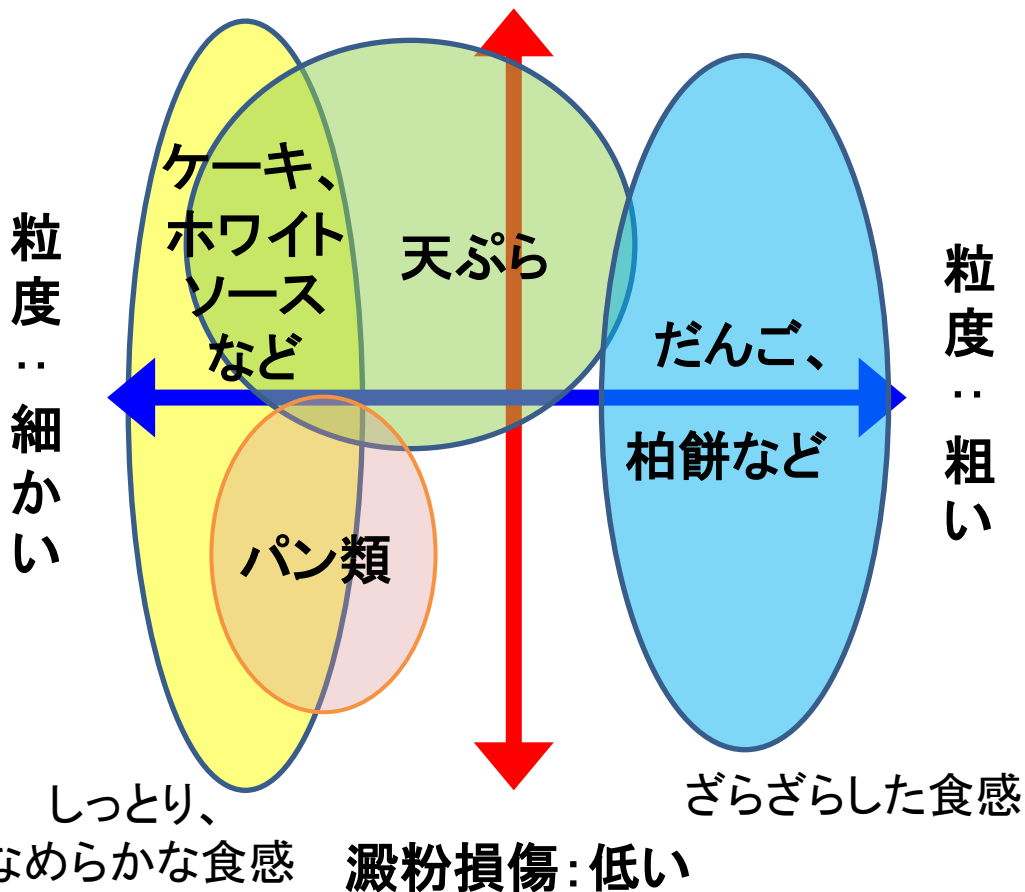 ケーキ、
ホワイト
ソース
など
天ぷら
粒度：細かい
粒度：粗い
だんご、
柏餅など
パン類
しっとり、
なめらかな食感
ざらざらした食感
澱粉損傷：低い